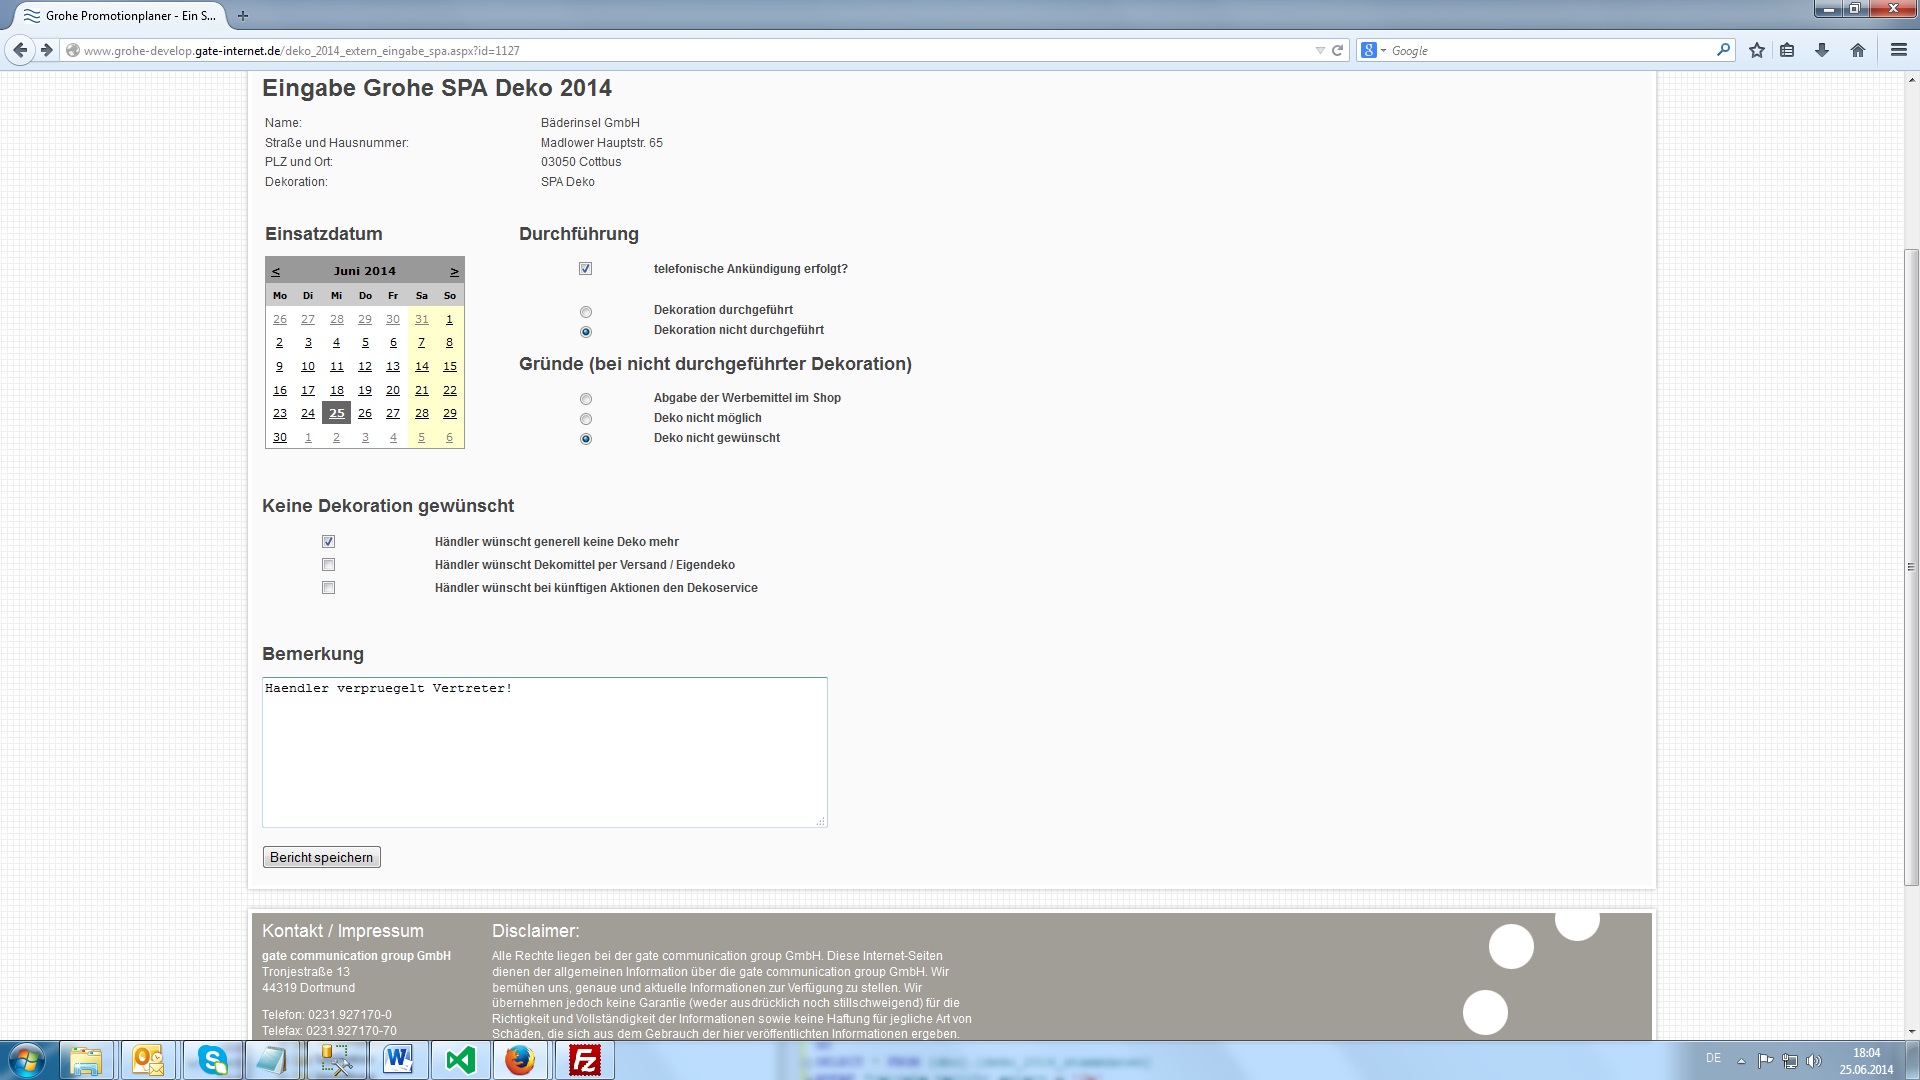 Grohe Promotionplaner - Ein S...
www.grohe-develop.gate-internet.de/deko_2014_extern_eingabe_spa.aspx?id=1127
Google
Eingabe Grohe SPA Deko 2014
Name: Bäderinsel GmbH
Straße und Hausnummer: Madlower Hauptstr. 65
PLZ und Ort: 03050 Cottbus
Dekoration: SPA Deko
Einsatzdatum
< Juni 2014 >
Mo Di Mi Do Fr Sa So
26 27 28 29 30 31 1
2 3 4 5 6 7 8
9 10 11 12 13 14 15
16 17 18 19 20 21 22
23 24 25 26 27 28 29
30 1 2 3 4 5 6
Durchführung
telefonische Ankündigung erfolgt?
Dekoration durchgeführt
Dekoration nicht durchgeführt
Gründe (bei nicht durchgeführter Dekoration)
Abgabe der Werbemittel im Shop
Deko nicht möglich
Deko nicht gewünscht
Keine Dekoration gewünscht
Händler wünscht generell keine Deko mehr
Händler wünscht Dekomittel per Versand / Eigendeko
Händler wünscht bei künftigen Aktionen den Dekoservice
Bemerkung
Haendler verpruegelt Vertreter!
Bericht speichern
Kontakt / Impressum
gate communication group GmbH
Tronjestraße 13
44319 Dortmund
Telefon: 0231.927170-0
Telefax: 0231.927170-70
Disclaimer:
Alle Rechte liegen bei der gate communication group GmbH. Diese Internet-Seiten
dienen der allgemeinen Information über die gate communication group GmbH. Wir
bemühen uns, genaue und aktuelle Informationen zur Verfügung zu stellen. Wir
übernehmen jedoch keine Garantie (weder ausdrücklich noch stillschweigend) für die
Richtigkeit und Vollständigkeit der Informationen sowie keine Haftung für jegliche Art von
Schäden, die sich aus dem Gebrauch der hier veröffentlichten Informationen ergeben.
DE
18:04
25.06.2014